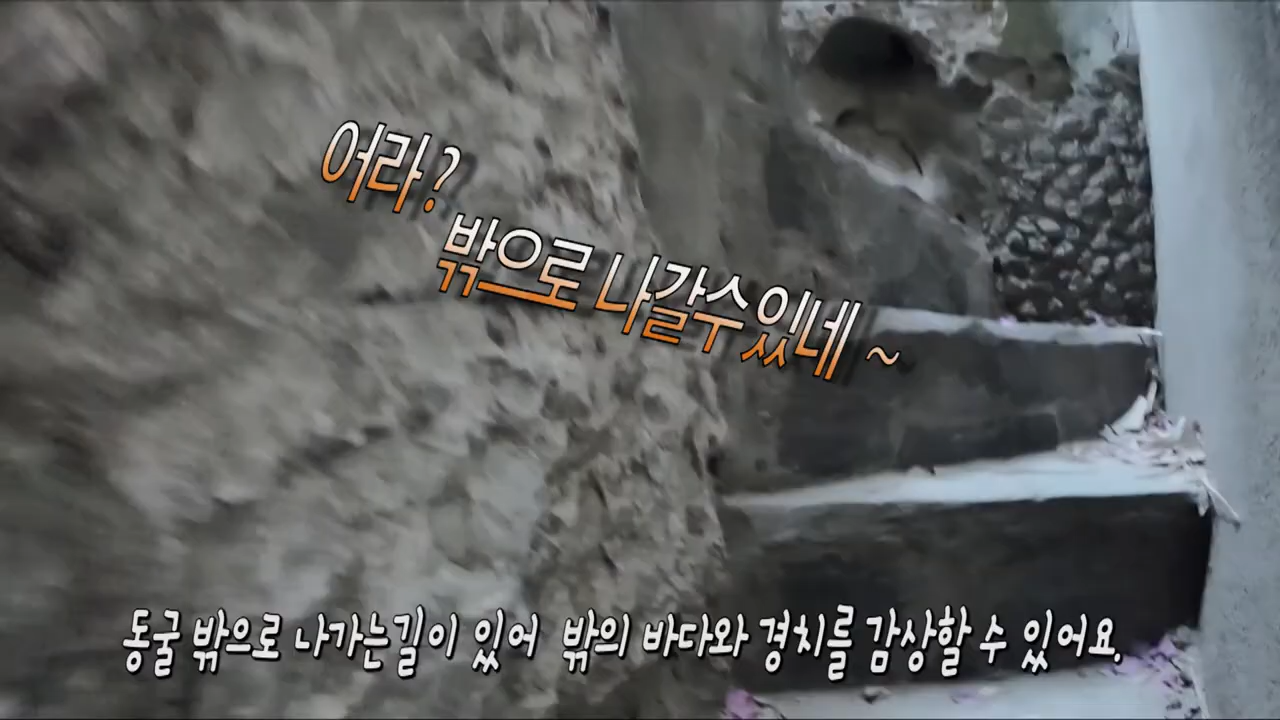 어라?
밖으로 나갈수있네 ~
동굴 밖으로 나가는길이 있어 밖의 바다와 경치를 감상할 수 있어요.